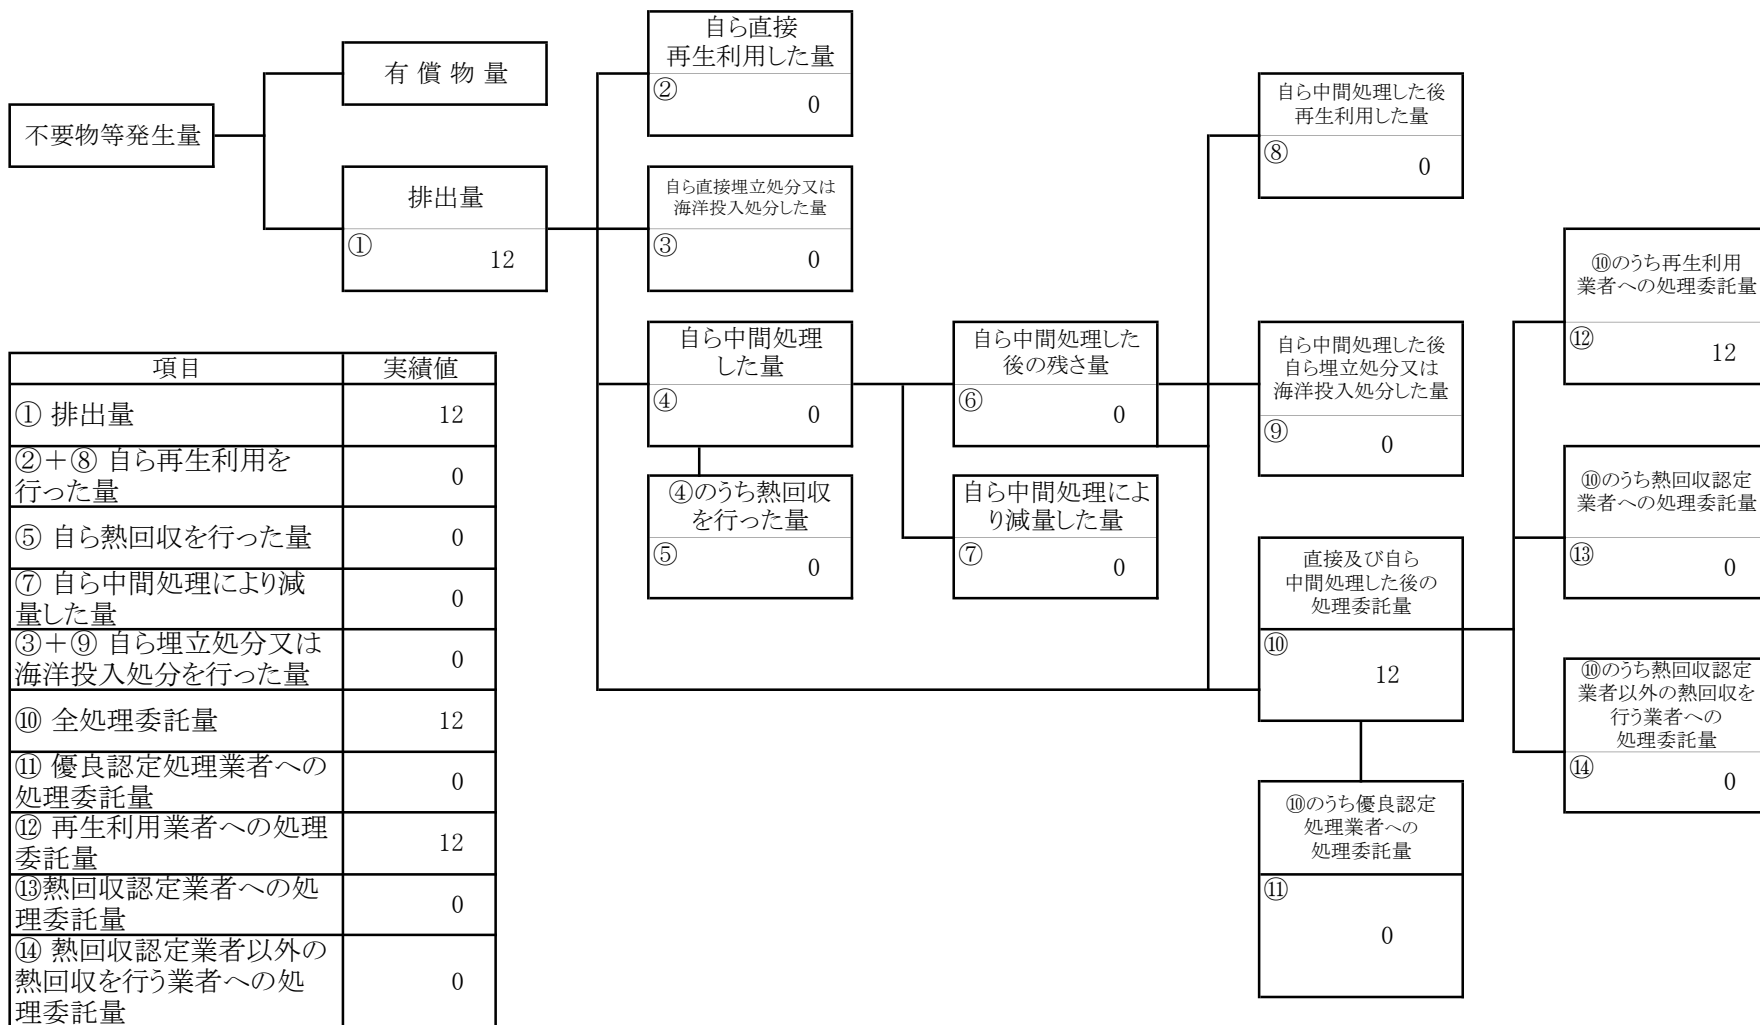 不要物等発生量
有 償 物 量
排出量
①
12
自ら直接
再生利用した量
②
0
自ら直接埋立処分又は
海洋投入処分した量
③
0
自ら中間処理
した量
④
0
④のうち熱回収
を行った量
⑤
0
自ら中間処理した
後の残さ量
⑥
0
自ら中間処理によ
り減量した量
⑦
0
自ら中間処理した後
再生利用した量
⑧
0
自ら中間処理した後
自ら埋立処分又は
海洋投入処分した量
⑨
0
直接及び自ら
中間処理した後の
処理委託量
⑩
12
⑩のうち優良認定
処理業者への
処理委託量
⑪
0
⑩のうち再生利用
業者への処理委託量
⑫
12
⑩のうち熱回収認定
業者への処理委託量
⑬
0
⑩のうち熱回収認定
業者以外の熱回収を
行う業者への
処理委託量
⑭
0
項目 実績値
① 排出量 12
②＋⑧ 自ら再生利用を
行った量 0
⑤ 自ら熱回収を行った量 0
⑦ 自ら中間処理により減
量した量 0
③＋⑨ 自ら埋立処分又は
海洋投入処分を行った量 0
⑩ 全処理委託量 12
⑪ 優良認定処理業者への
処理委託量 0
⑫ 再生利用業者への処理
委託量 12
⑬熱回収認定業者への処
理委託量 0
⑭ 熱回収認定業者以外の
熱回収を行う業者への処
理委託量 0